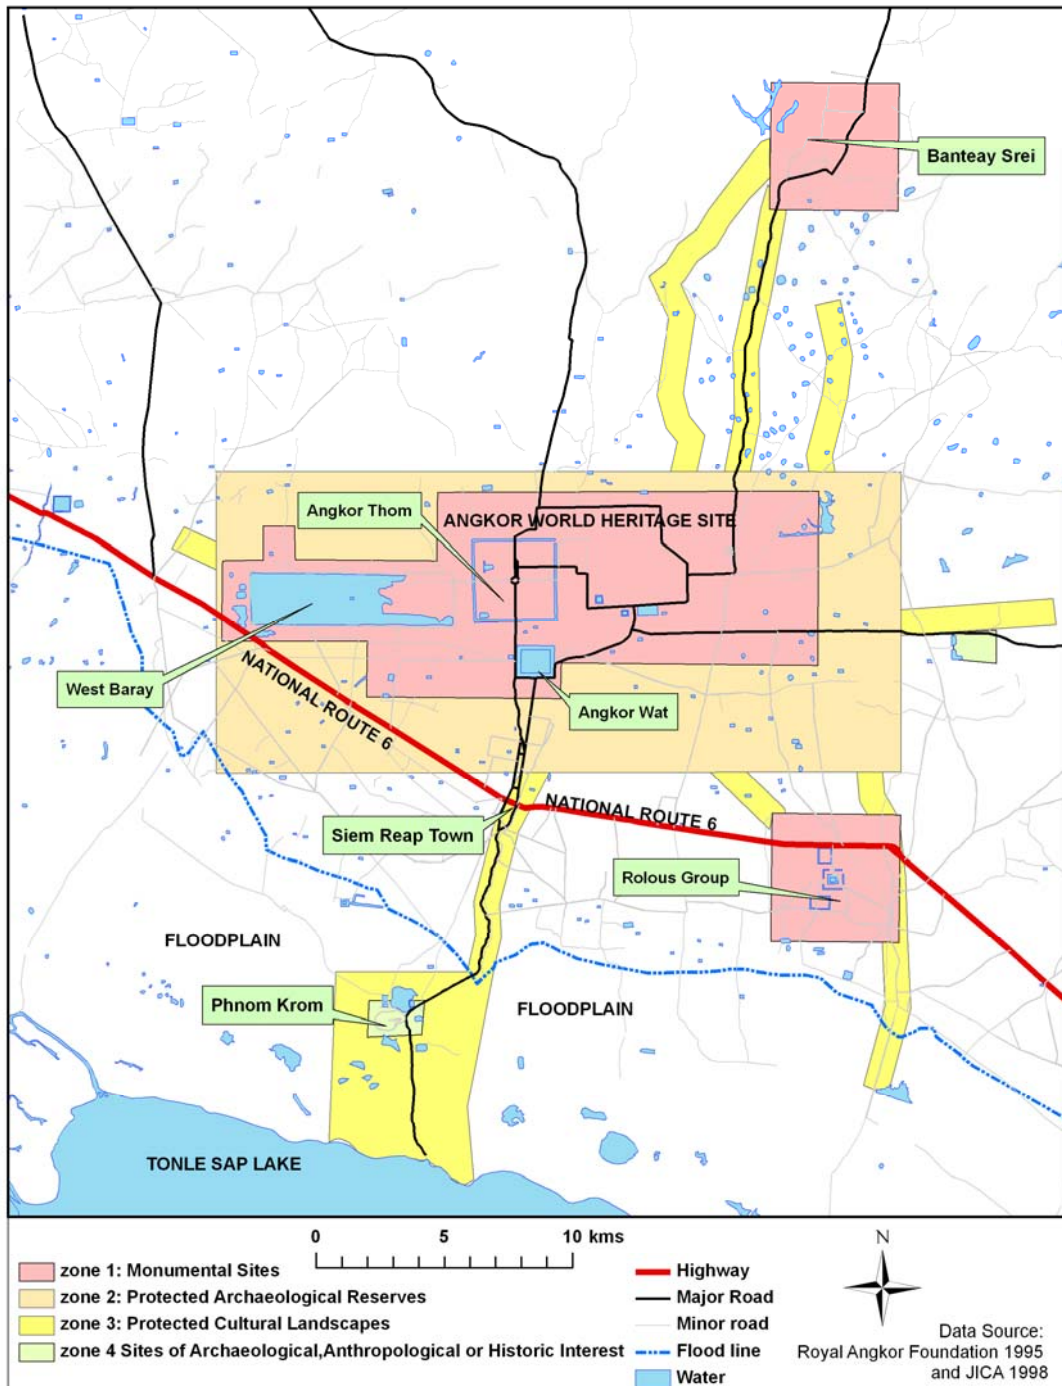 Banteay Srei
Angkor Thom
ANGKOR WORLD HERITAGE SITE
West Baray
NATIONAL ROUTE 6
Angkor Wat
NATIONAL ROUTE 6
Siem Reap Town
Rolous Group
FLOODPLAIN
Phnom Krom
FLOODPLAIN
TONLE SAP LAKE
0 5 10 kms
N
zone 1: Monumental Sites
zone 2: Protected Archaeological Reserves
zone 3: Protected Cultural Landscapes
zone 4 Sites of Archaeological,Anthropological or Historic Interest
Highway
Major Road
Minor road
Flood line
Water
Data Source:
Royal Angkor Foundation 1995
and JICA 1998